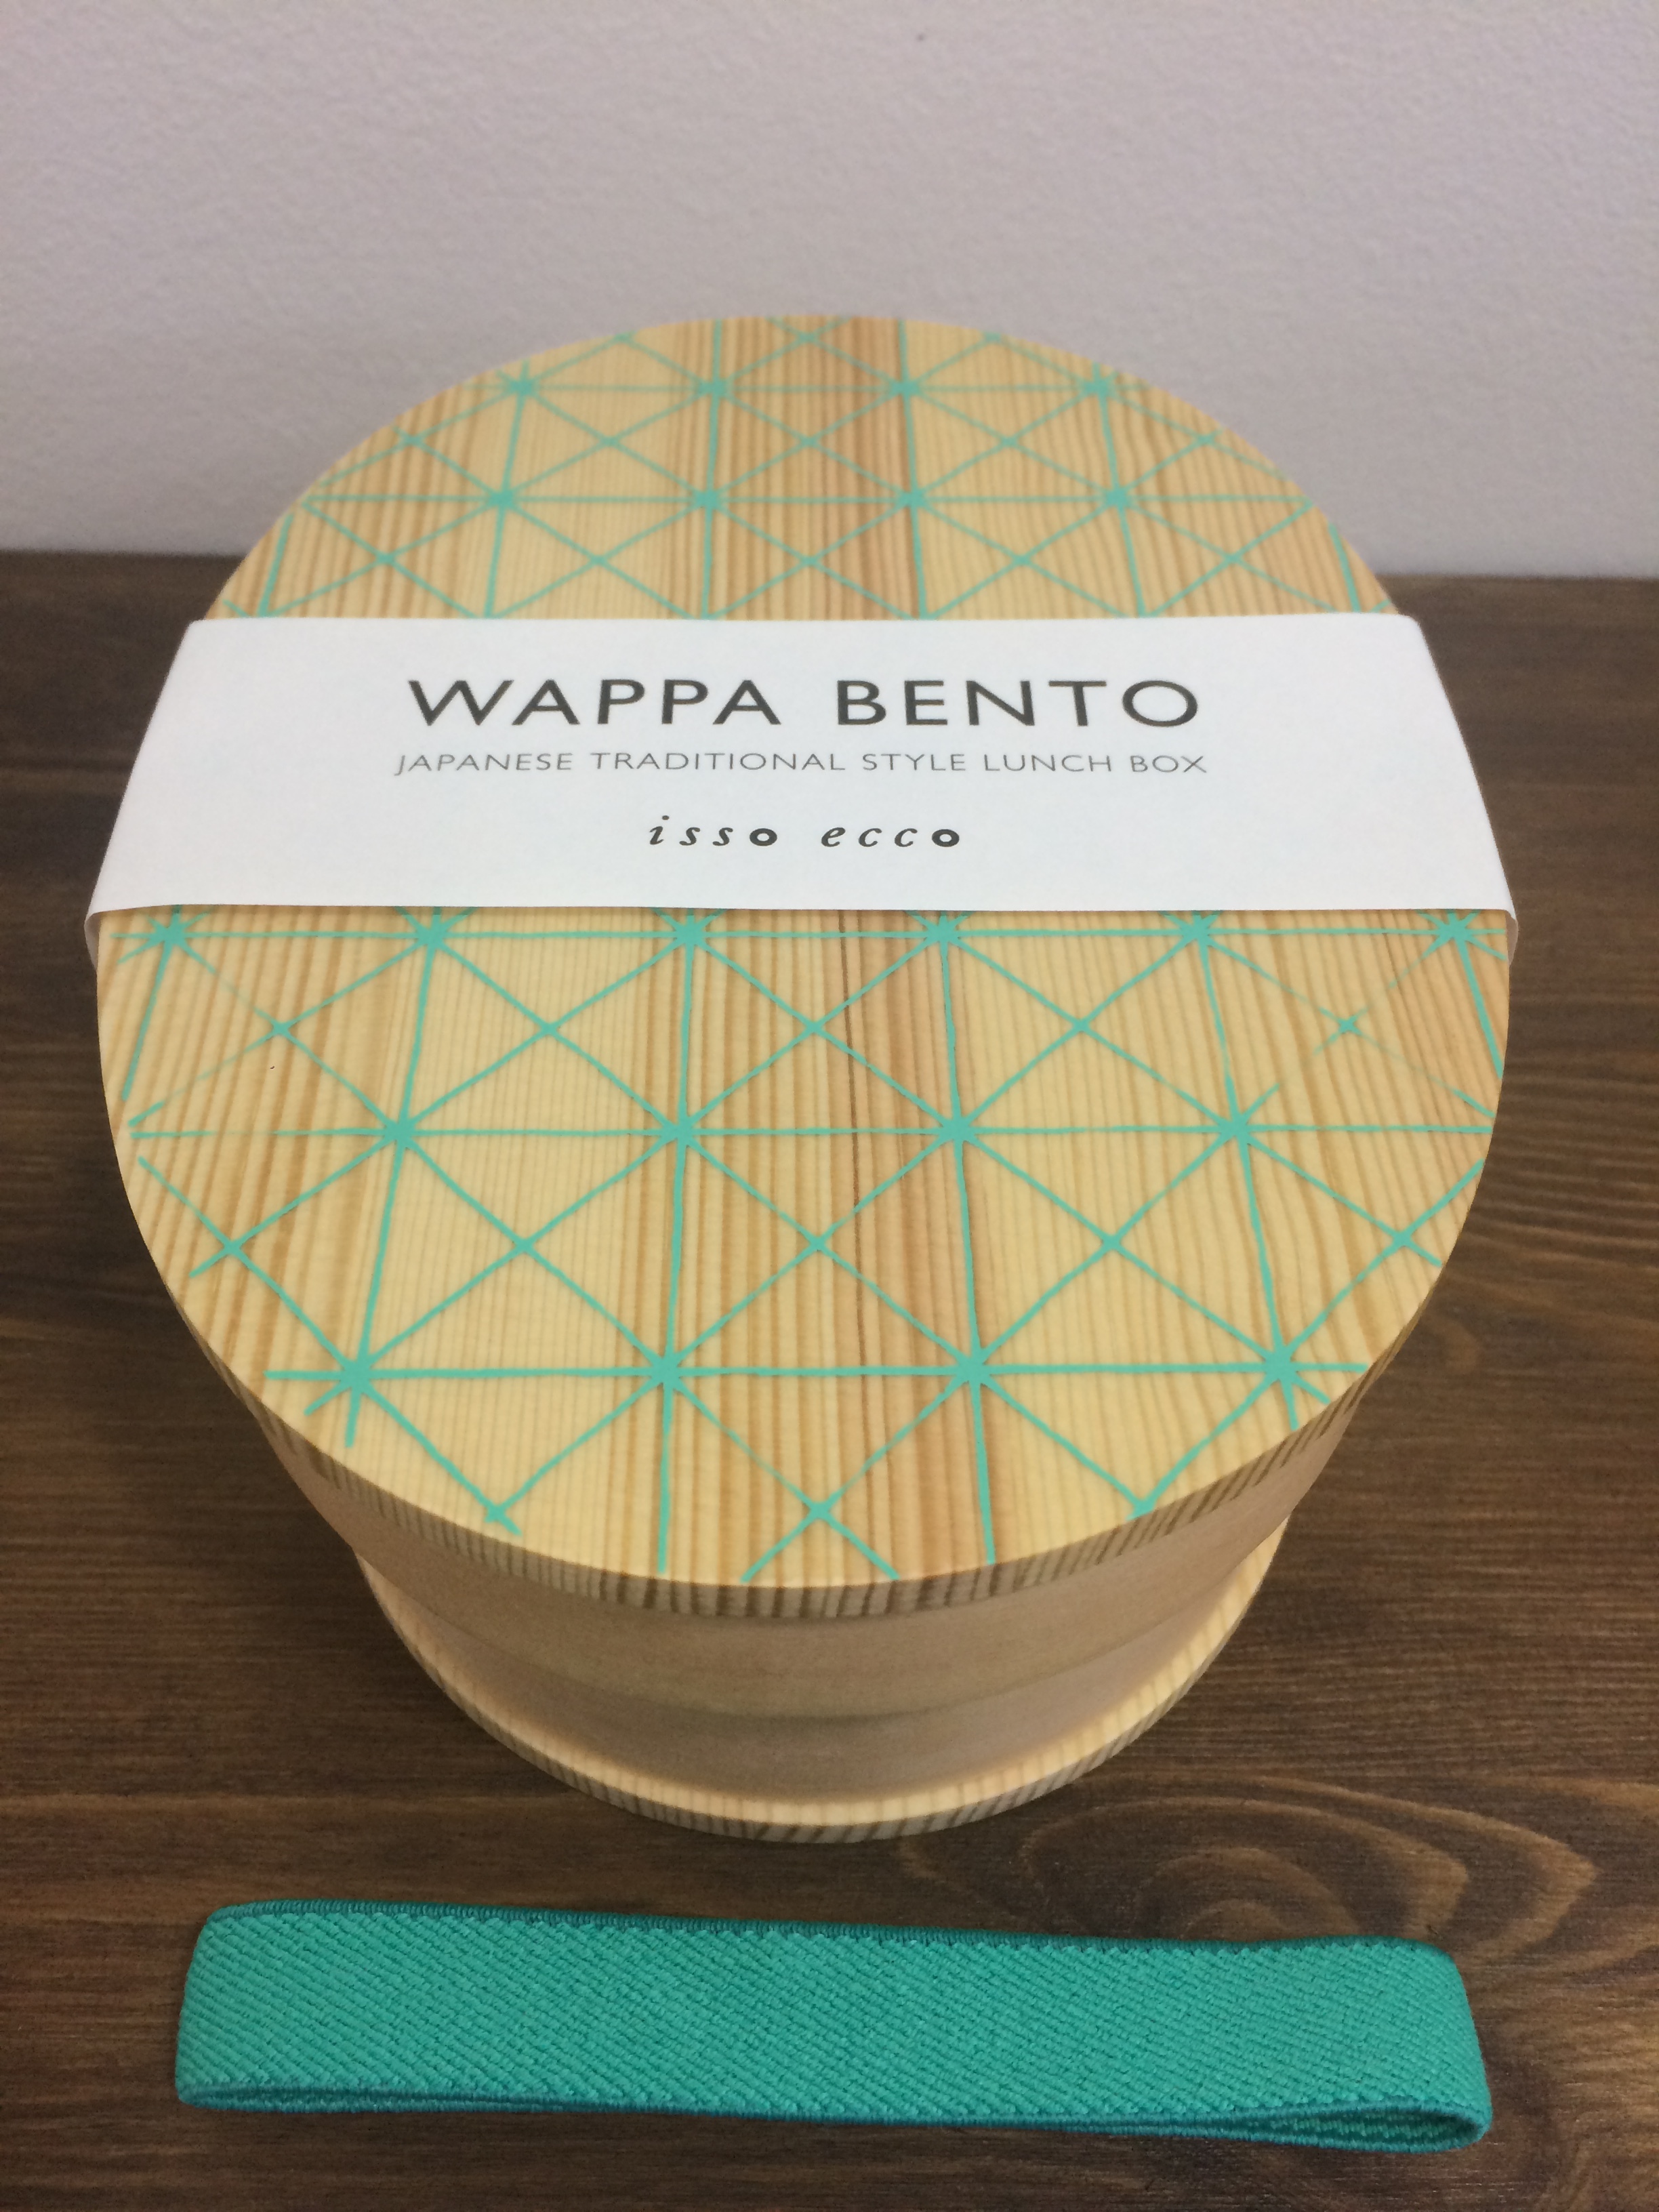 WAPPA BENTO
JAPANESE TRADITIONAL STYLE LUNCH BOX
isso ecco